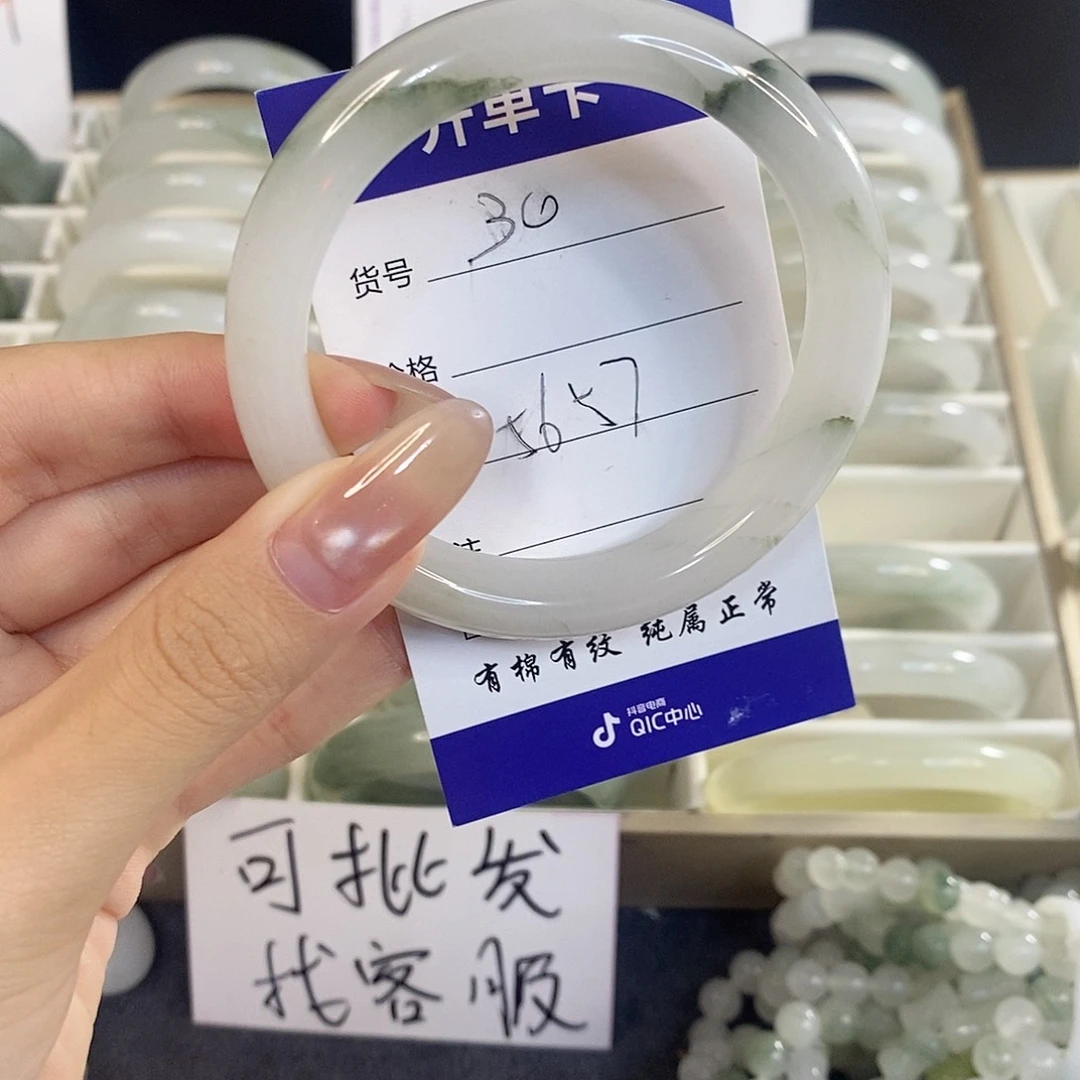 开单卡
货号 30
价格
5657
有棉有纹 纯属正常
抖音电商
QIC中心
可批发
找客服